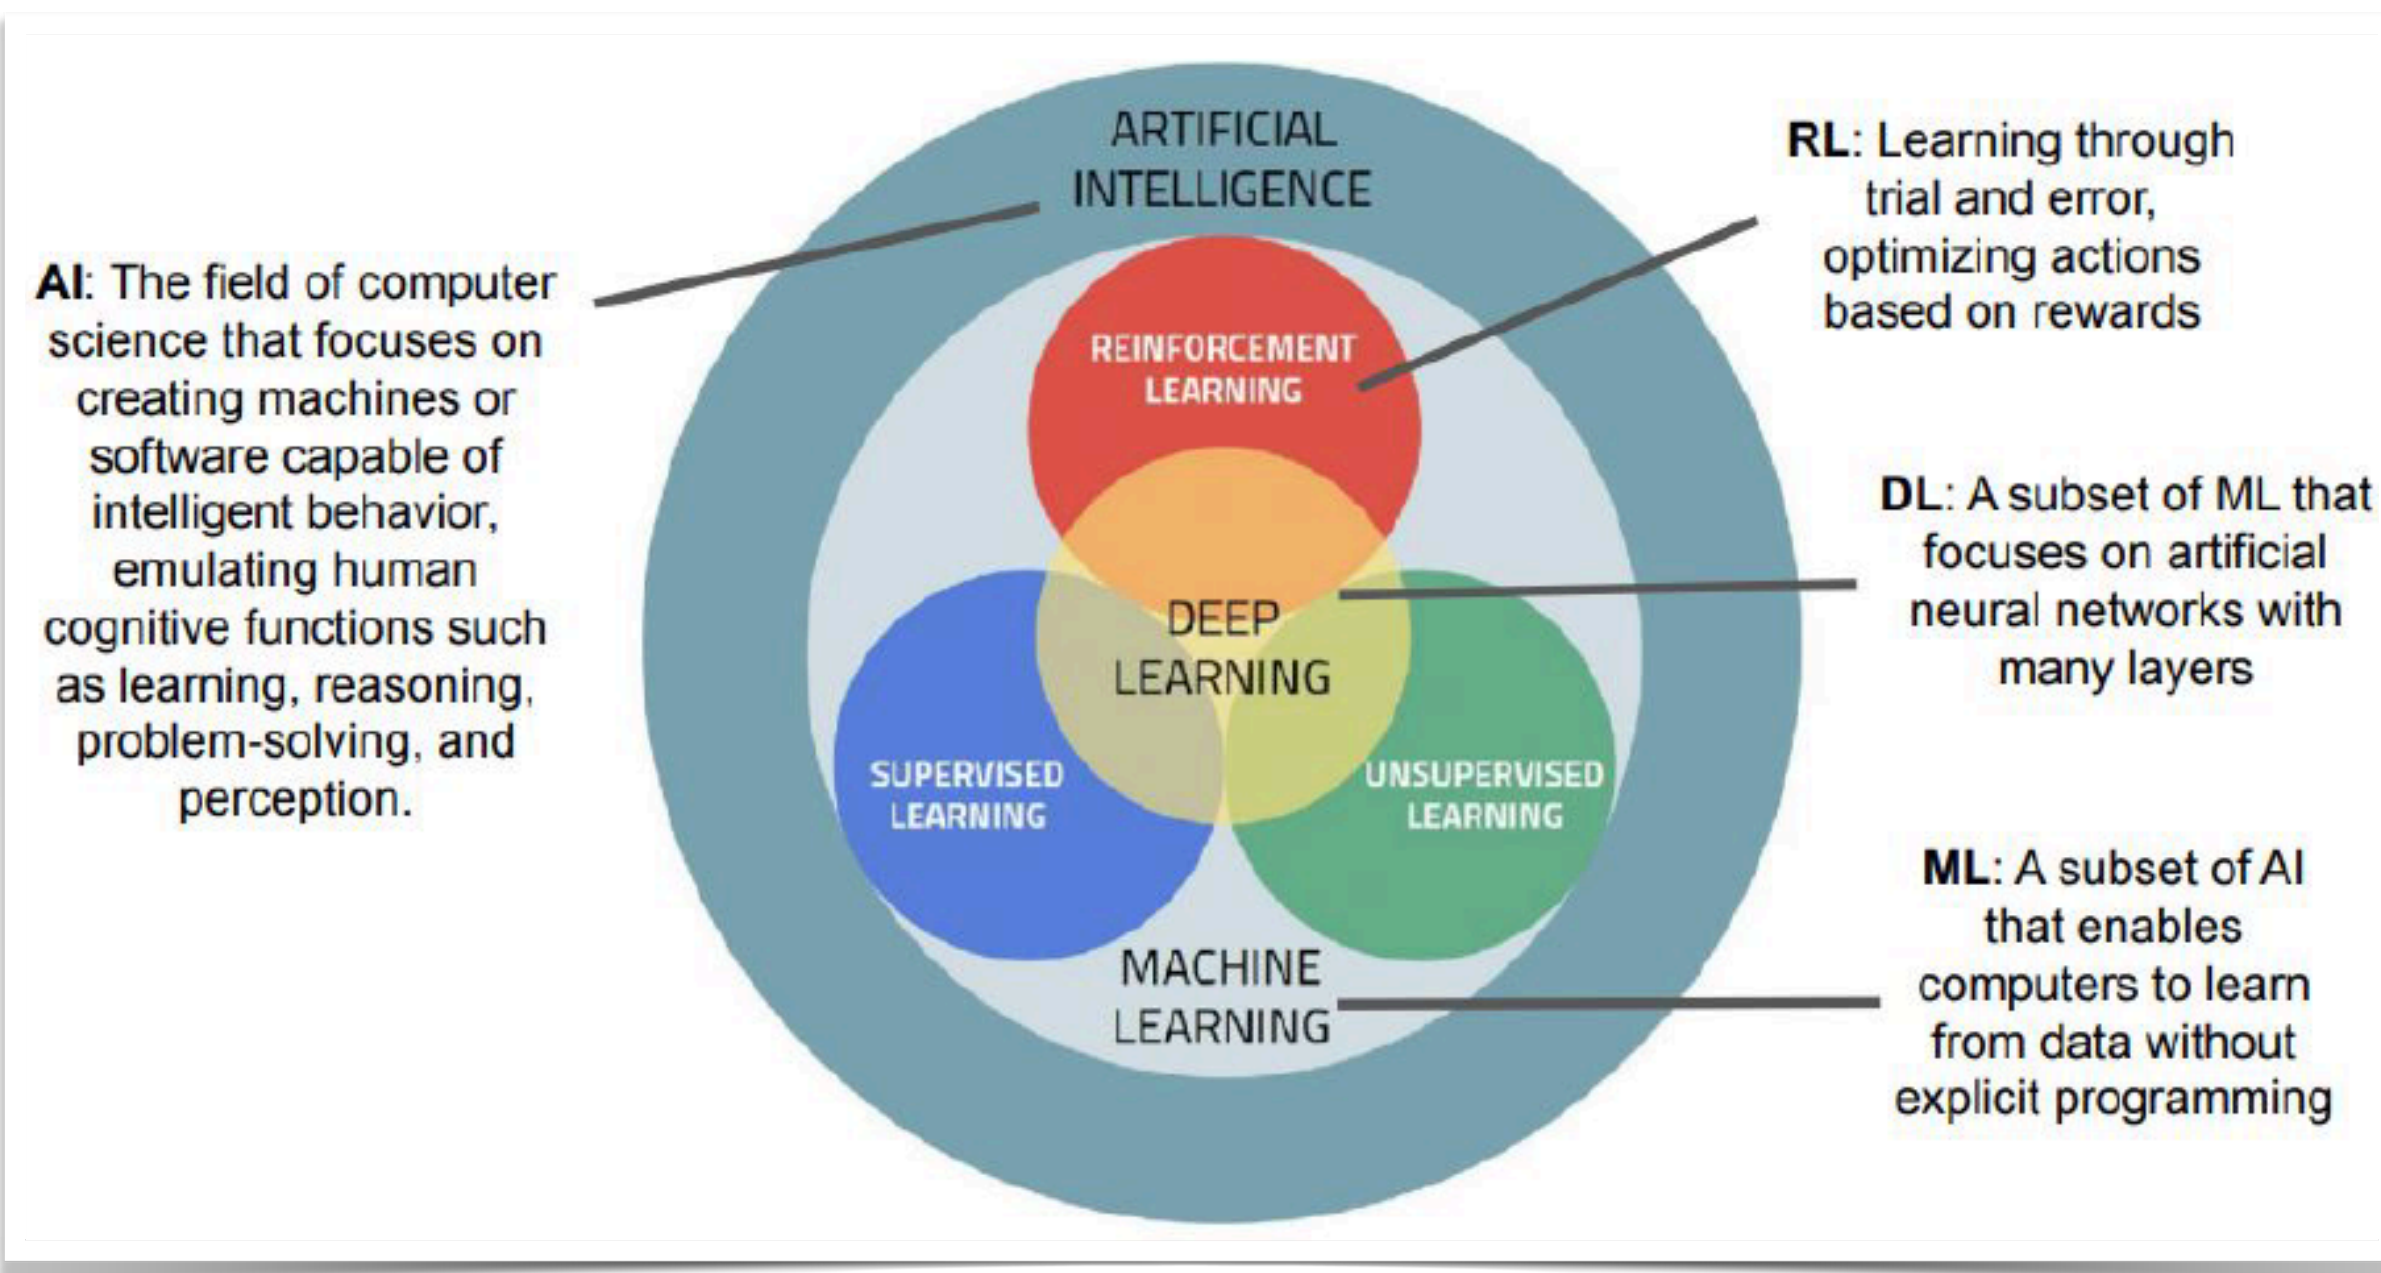 ARTIFICIAL
INTELLIGENCE
AI: The field of computer
science that focuses on
creating machines or
software capable of
intelligent behavior,
emulating human
cognitive functions such
as learning, reasoning,
problem-solving, and
perception.
REINFORCEMENT
LEARNING
DEEP
LEARNING
SUPERVISED
LEARNING
UNSUPERVISED
LEARNING
MACHINE
LEARNING
RL: Learning through
trial and error,
optimizing actions
based on rewards
DL: A subset of ML that
focuses on artificial
neural networks with
many layers
ML: A subset of AI
that enables
computers to learn
from data without
explicit programming